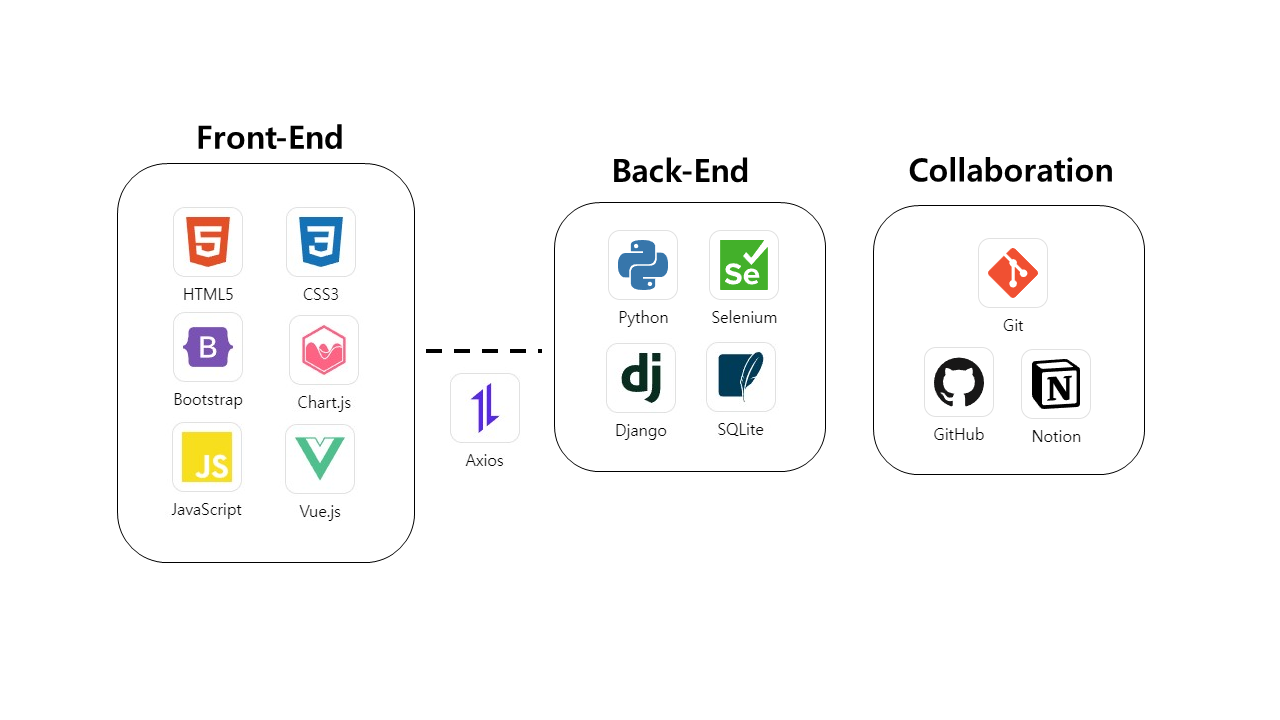 Front-End
HTML5
CSS3
Bootstrap
Chart.js
JS
JavaScript
Vue.js
Axios
Back-End
Python
Se
Selenium
dj
Django
SQLite
Collaboration
Git
GitHub
Notion
5
3
B
N